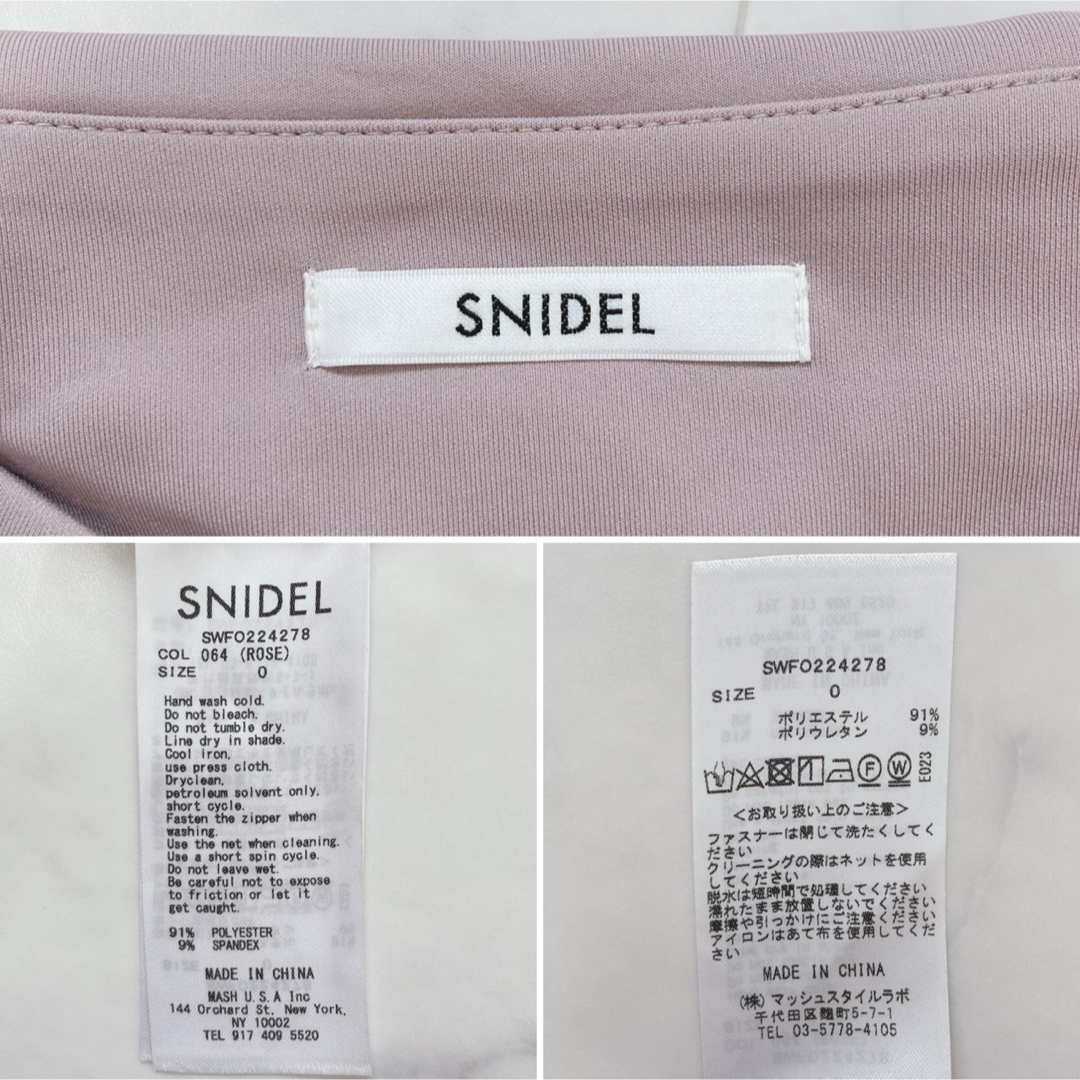 SNIDEL
SNIDEL
SWFO224278
COL 064 (ROSE)
SIZE 0
Hand wash cold.
Do not bleach.
Do not tumble dry.
Line dry in shade.
Cool iron,
use press cloth.
Dryclean,
petroleum solvent only.
short cycle.
Fasten the zipper when
washing.
Use the net when cleaning.
Use a short spin cycle.
Do not leave wet.
Be careful not to expose
to friction or let it
get caught.
91% POLYESTER
9% SPANDEX
MADE IN CHINA
MASH U.S.A Inc
144 Orchard St. New York,
NY 10002
TEL 917 409 5520
SWFO224278
SIZE 0
ポリエステル 91%
ポリウレタン 9%
F W E023
<お取り扱い上のご注意>
ファスナーは閉じて洗たくしてく
ださい
クリーニングの際はネットを使用
してください
脱水は短時間で処理してください
濡れたまま放置しないでください
摩擦や引っかけにご注意ください
アイロンはあて布を使用してくだ
さい
MADE IN CHINA
(株) マッシュスタイルラボ
千代田区麹町5-7-1
TEL 03-5778-4105